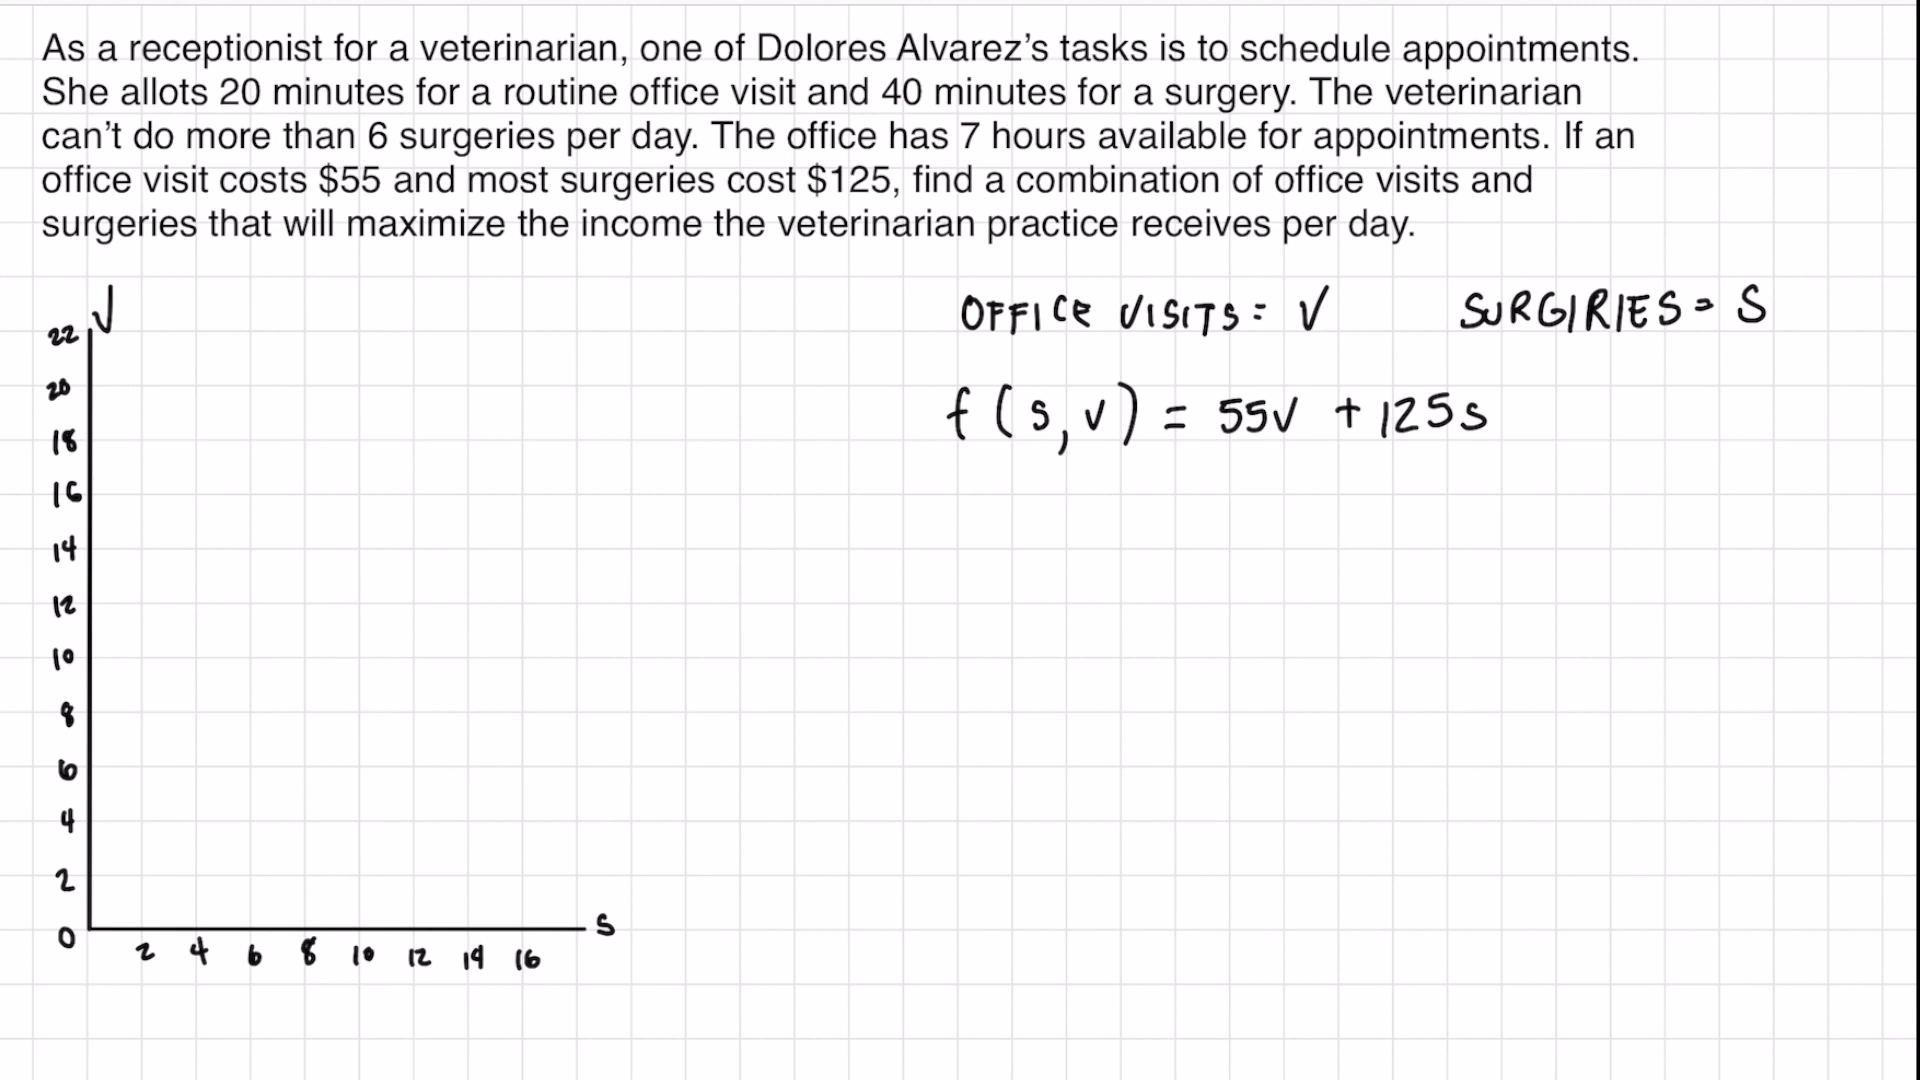 As a receptionist for a veterinarian, one of Dolores Alvarez's tasks is to schedule appointments.
She allots 20 minutes for a routine office visit and 40 minutes for a surgery. The veterinarian
can't do more than 6 surgeries per day. The office has 7 hours available for appointments. If an
office visit costs $55 and most surgeries cost $125, find a combination of office visits and
surgeries that will maximize the income the veterinarian practice receives per day.
OFFICE VISITS = V SURGIRIES = S
f(s,v) = 55v + 125s
V
22
20
18
16
14
12
10
8
6
4
2
0
2 4 6 8 10 12 14 16 S